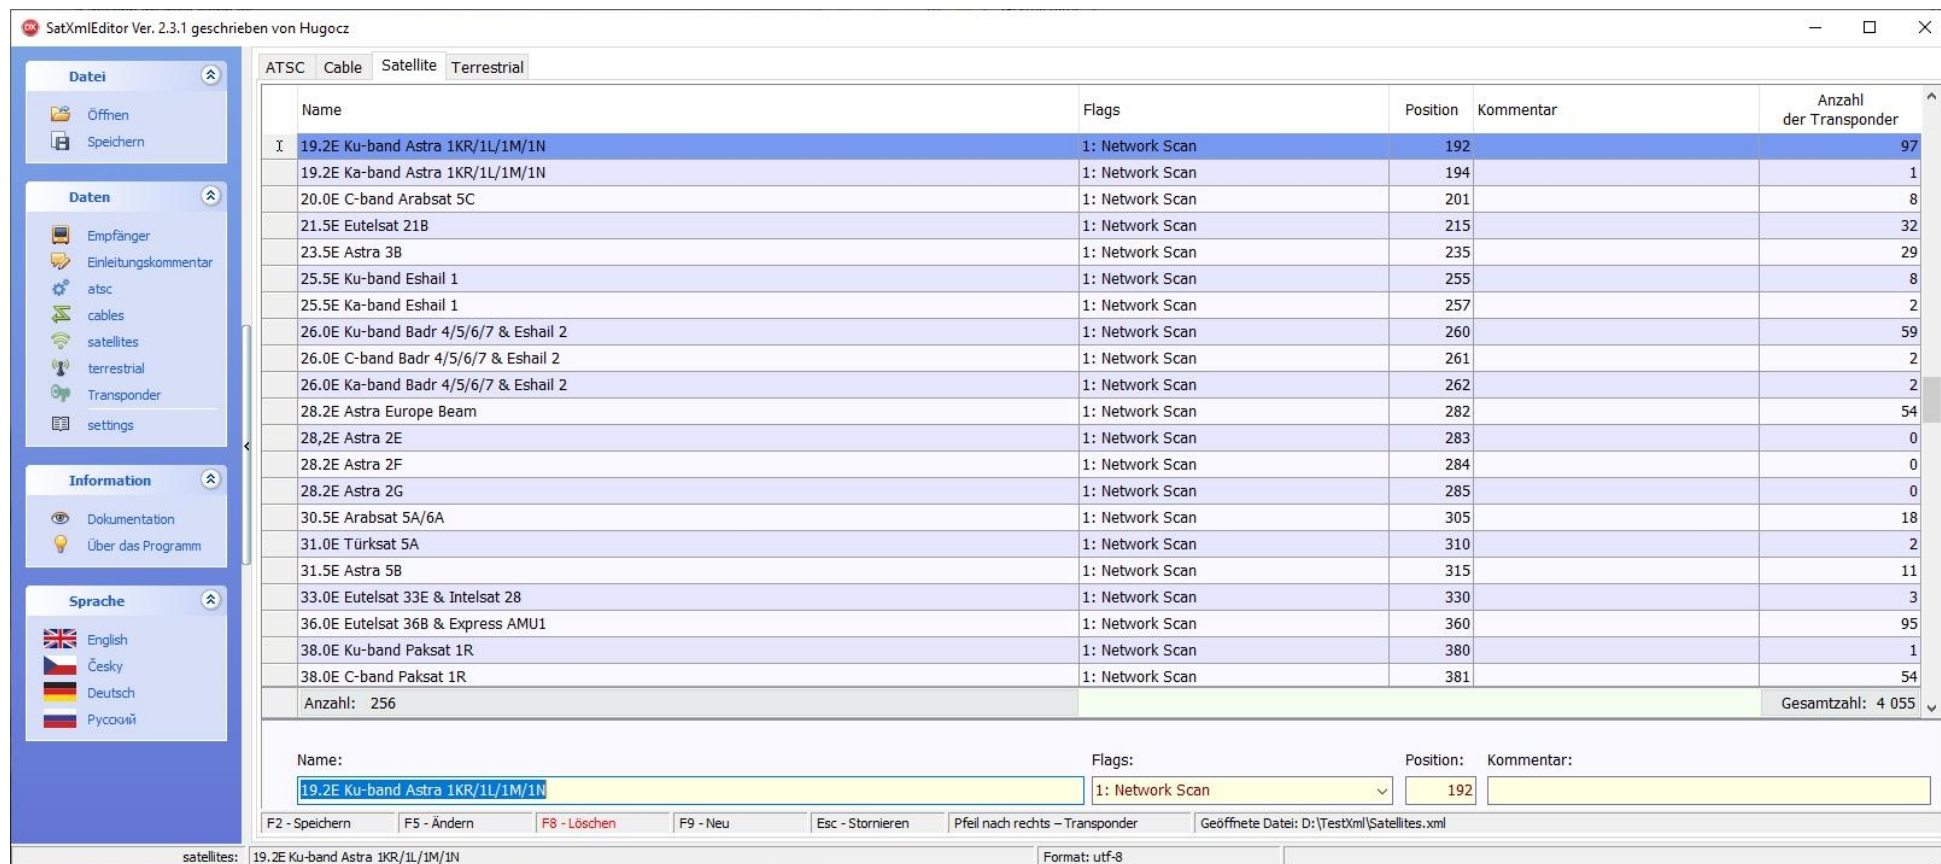 SatXmlEditor Ver. 2.3.1 geschrieben von Hugocz
Datei
Öffnen
Speichern
Daten
Empfänger
Einleitungskommentar
atsc
cables
satellites
terrestrial
Transponder
settings
Information
Dokumentation
Über das Programm
Sprache
English
Česky
Deutsch
Русский
ATSC Cable Satellite Terrestrial
Name Flags Position Kommentar Anzahl
der Transponder
19.2E Ku-band Astra 1KR/1L/1M/1N 1: Network Scan 192 97
19.2E Ka-band Astra 1KR/1L/1M/1N 1: Network Scan 194 1
20.0E C-band Arabsat 5C 1: Network Scan 201 8
21.5E Eutelsat 21B 1: Network Scan 215 32
23.5E Astra 3B 1: Network Scan 235 29
25.5E Ku-band Eshail 1 1: Network Scan 255 8
25.5E Ka-band Eshail 1 1: Network Scan 257 2
26.0E Ku-band Badr 4/5/6/7 & Eshail 2 1: Network Scan 260 59
26.0E C-band Badr 4/5/6/7 & Eshail 2 1: Network Scan 261 2
26.0E Ka-band Badr 4/5/6/7 & Eshail 2 1: Network Scan 262 2
28.2E Astra Europe Beam 1: Network Scan 282 54
28,2E Astra 2E 1: Network Scan 283 0
28.2E Astra 2F 1: Network Scan 284 0
28.2E Astra 2G 1: Network Scan 285 0
30.5E Arabsat 5A/6A 1: Network Scan 305 18
31.0E Türksat 5A 1: Network Scan 310 2
31.5E Astra 5B 1: Network Scan 315 11
33.0E Eutelsat 33E & Intelsat 28 1: Network Scan 330 3
36.0E Eutelsat 36B & Express AMU1 1: Network Scan 360 95
38.0E Ku-band Paksat 1R 1: Network Scan 380 1
38.0E C-band Paksat 1R 1: Network Scan 381 54
Anzahl: 256 Gesamtzahl: 4 055
Name: Flags: Position: Kommentar:
19.2E Ku-band Astra 1KR/1L/1M/1N 1: Network Scan 192
F2 - Speichern F5 - Ändern F8 - Löschen F9 - Neu Esc - Stornieren Pfeil nach rechts – Transponder Geöffnete Datei: D:\TestXml\Satellites.xml
satellites: 19.2E Ku-band Astra 1KR/1L/1M/1N Format: utf-8